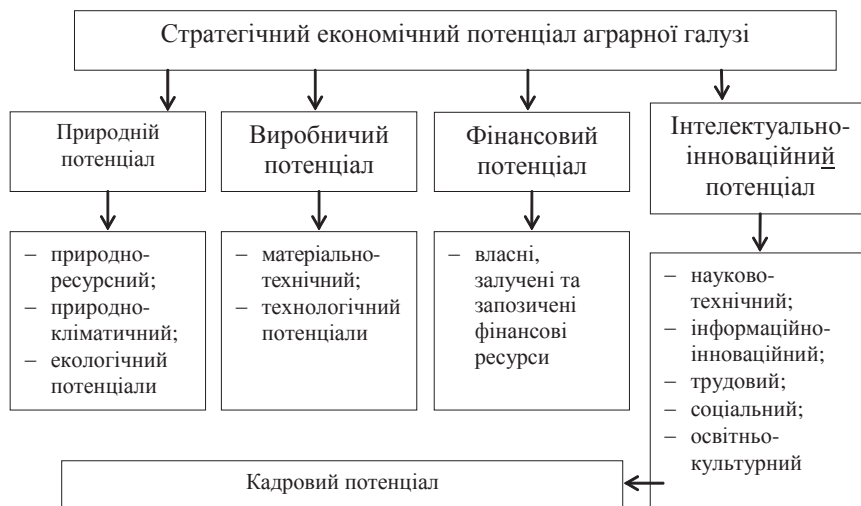 Стратегічний економічний потенціал аграрної галузі
Природній
потенціал
Виробничий
потенціал
Фінансовий
потенціал
Інтелектуально-
інноваційний
потенціал
– природно-
ресурсний;
– природно-
кліматичний;
– екологічний
потенціали
– матеріально-
технічний;
– технологічний
потенціали
– власні,
залучені та
запозичені
фінансові
ресурси
– науково-
технічний;
– інформаційно-
інноваційний;
– трудовий;
– соціальний;
– освітньо-
культурний
Кадровий потенціал